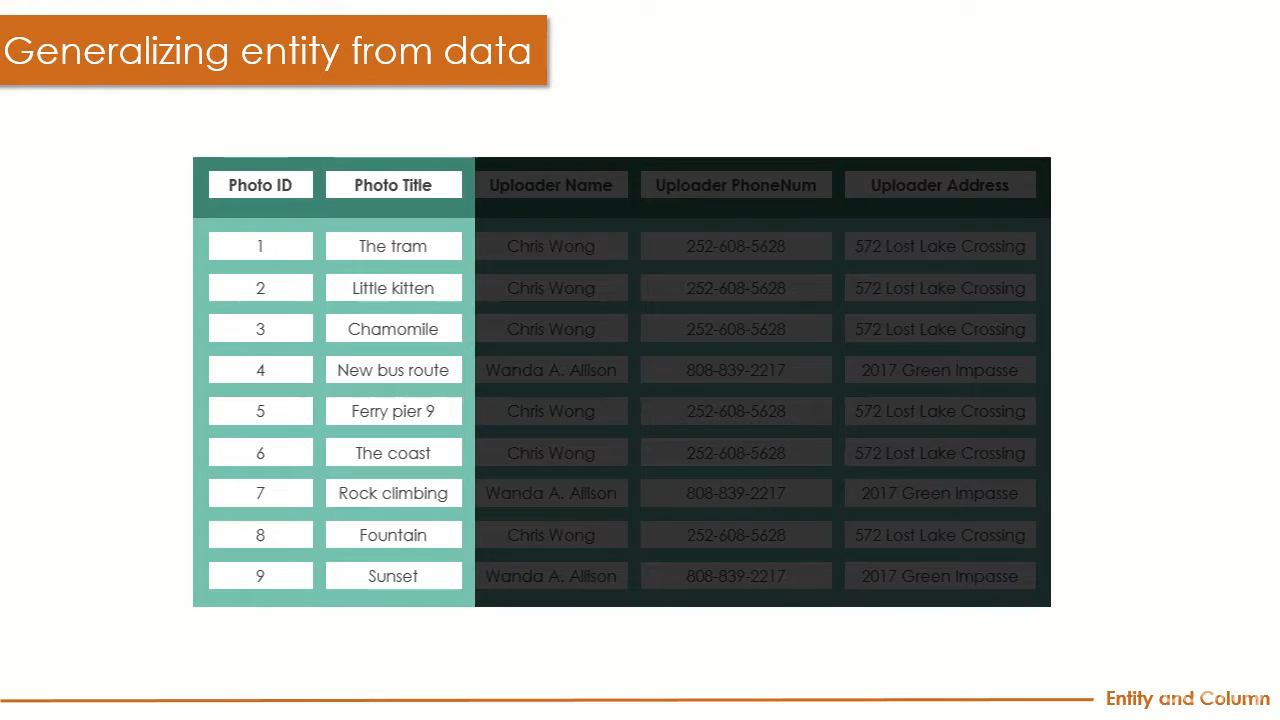 Generalizing entity from data
Photo ID Photo Title Uploader Name Uploader PhoneNum Uploader Address
1 The tram Chris Wong 252-608-5628 572 Lost Lake Crossing
2 Little kitten Chris Wong 252-608-5628 572 Lost Lake Crossing
3 Chamomile Chris Wong 252-608-5628 572 Lost Lake Crossing
4 New bus route Wanda A. Allison 808-839-2217 2017 Green Impasse
5 Ferry pier 9 Chris Wong 252-608-5628 572 Lost Lake Crossing
6 The coast Chris Wong 252-608-5628 572 Lost Lake Crossing
7 Rock climbing Wanda A. Allison 808-839-2217 2017 Green Impasse
8 Fountain Chris Wong 252-608-5628 572 Lost Lake Crossing
9 Sunset Wanda A. Allison 808-839-2217 2017 Green Impasse
Entity and Column